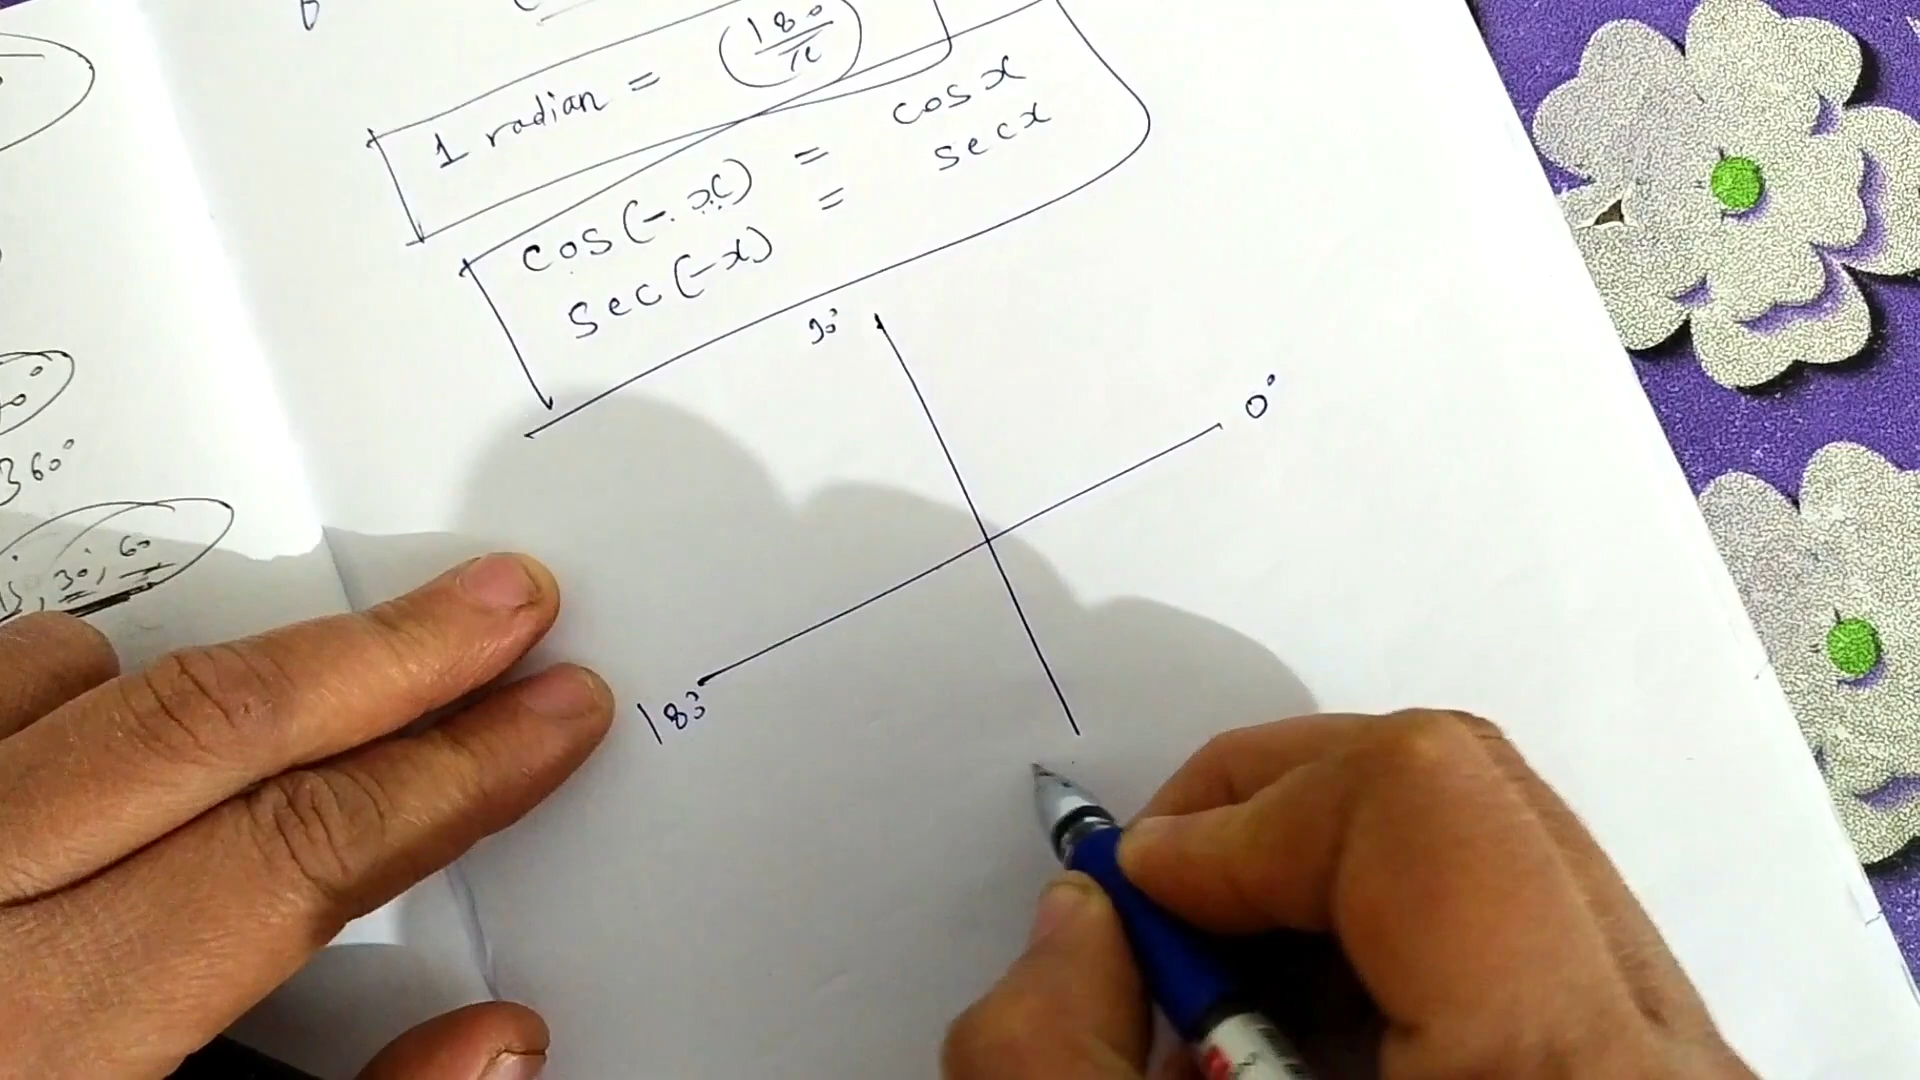 1 radian = (180/π)
cos(-x) = cos x
sec(-x) = sec x
90°
0°
180°
360°
30, 60